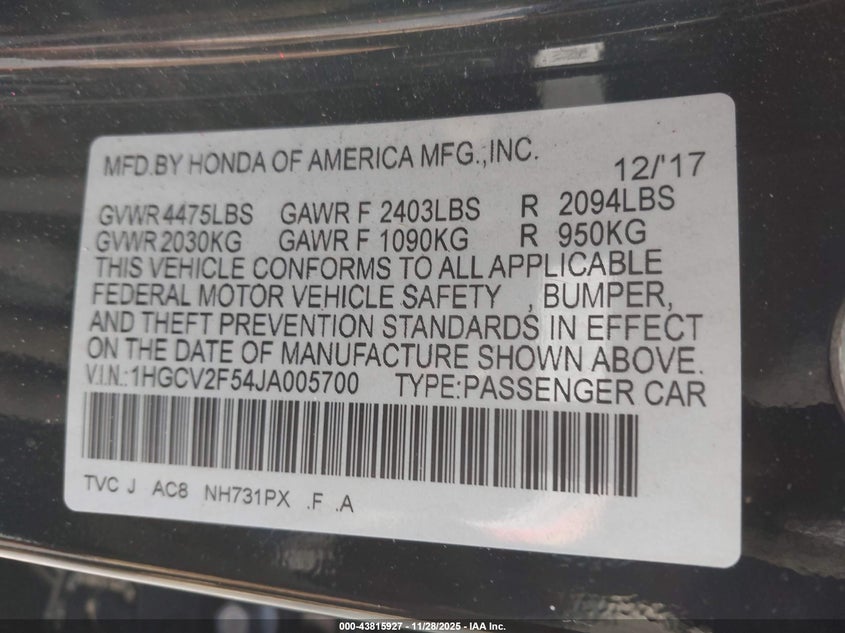 MFD.BY HONDA OF AMERICA MFG.,INC. 12/'17
GVWR 4475LBS GAWR F 2403LBS R 2094LBS
GVWR 2030KG GAWR F 1090KG R 950KG
THIS VEHICLE CONFORMS TO ALL APPLICABLE
FEDERAL MOTOR VEHICLE SAFETY , BUMPER,
AND THEFT PREVENTION STANDARDS IN EFFECT
ON THE DATE OF MANUFACTURE SHOWN ABOVE.
V.I.N.:1HGCV2F54JA005700 TYPE:PASSENGER CAR
TVC J AC8 NH731PX .F .A
000-43815927 - 11/28/2025 - IAA Inc.